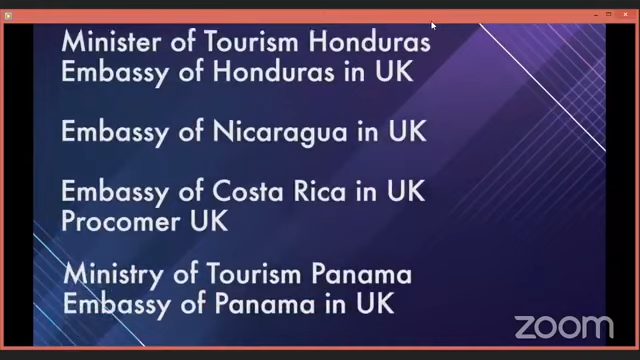 Minister of Tourism Honduras
Embassy of Honduras in UK
Embassy of Nicaragua in UK
Embassy of Costa Rica in UK
Procomer UK
Ministry of Tourism Panama
Embassy of Panama in UK
zoom